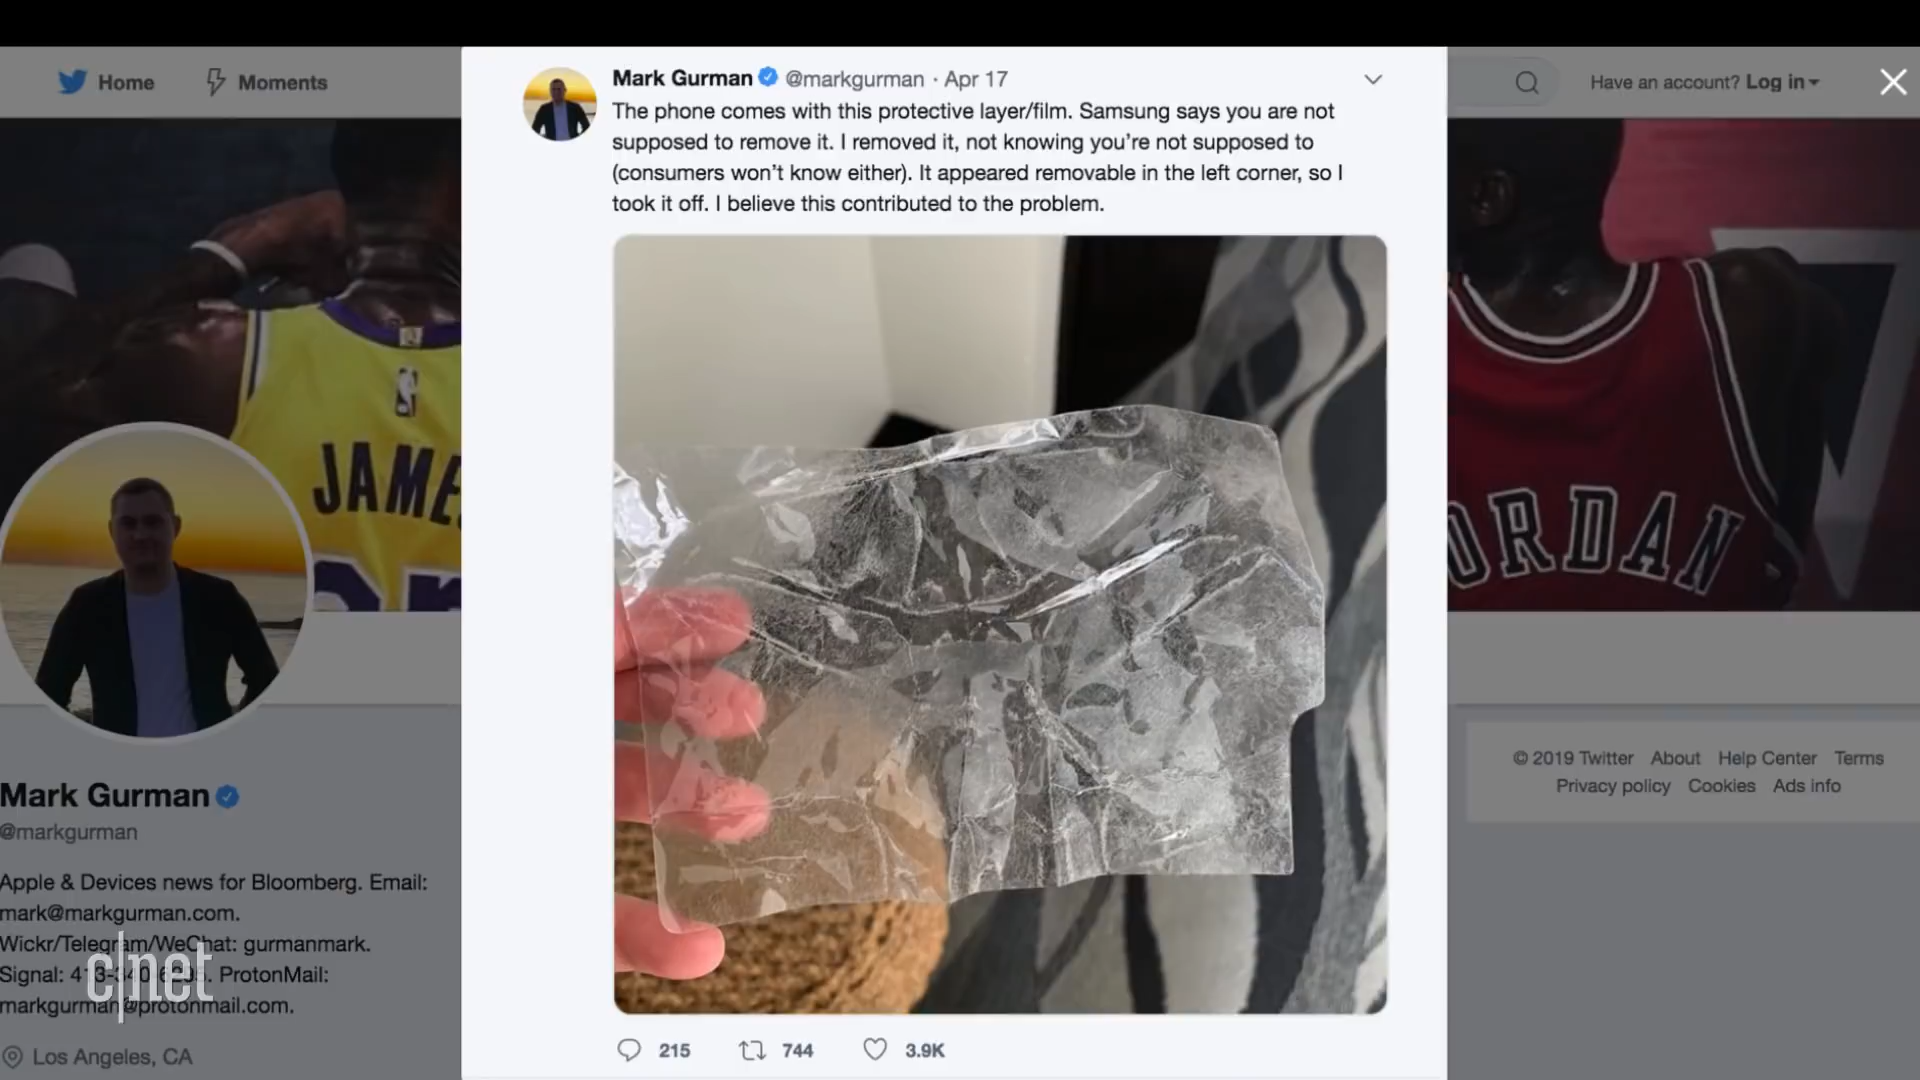 Home
Moments
Have an account? Log in
Mark Gurman @markgurman · Apr 17
The phone comes with this protective layer/film. Samsung says you are not
supposed to remove it. I removed it, not knowing you're not supposed to
(consumers won't know either). It appeared removable in the left corner, so I
took it off. I believe this contributed to the problem.
215 744 3.9K
JAMES
ORDAN
Mark Gurman
@markgurman
Apple & Devices news for Bloomberg. Email:
mark@markgurman.com.
Wickr/Telegram/WeChat: gurmanmark.
Signal: ProtonMail:
markgurman@protonmail.com.
Los Angeles, CA
c|net
© 2019 Twitter About Help Center Terms
Privacy policy Cookies Ads info